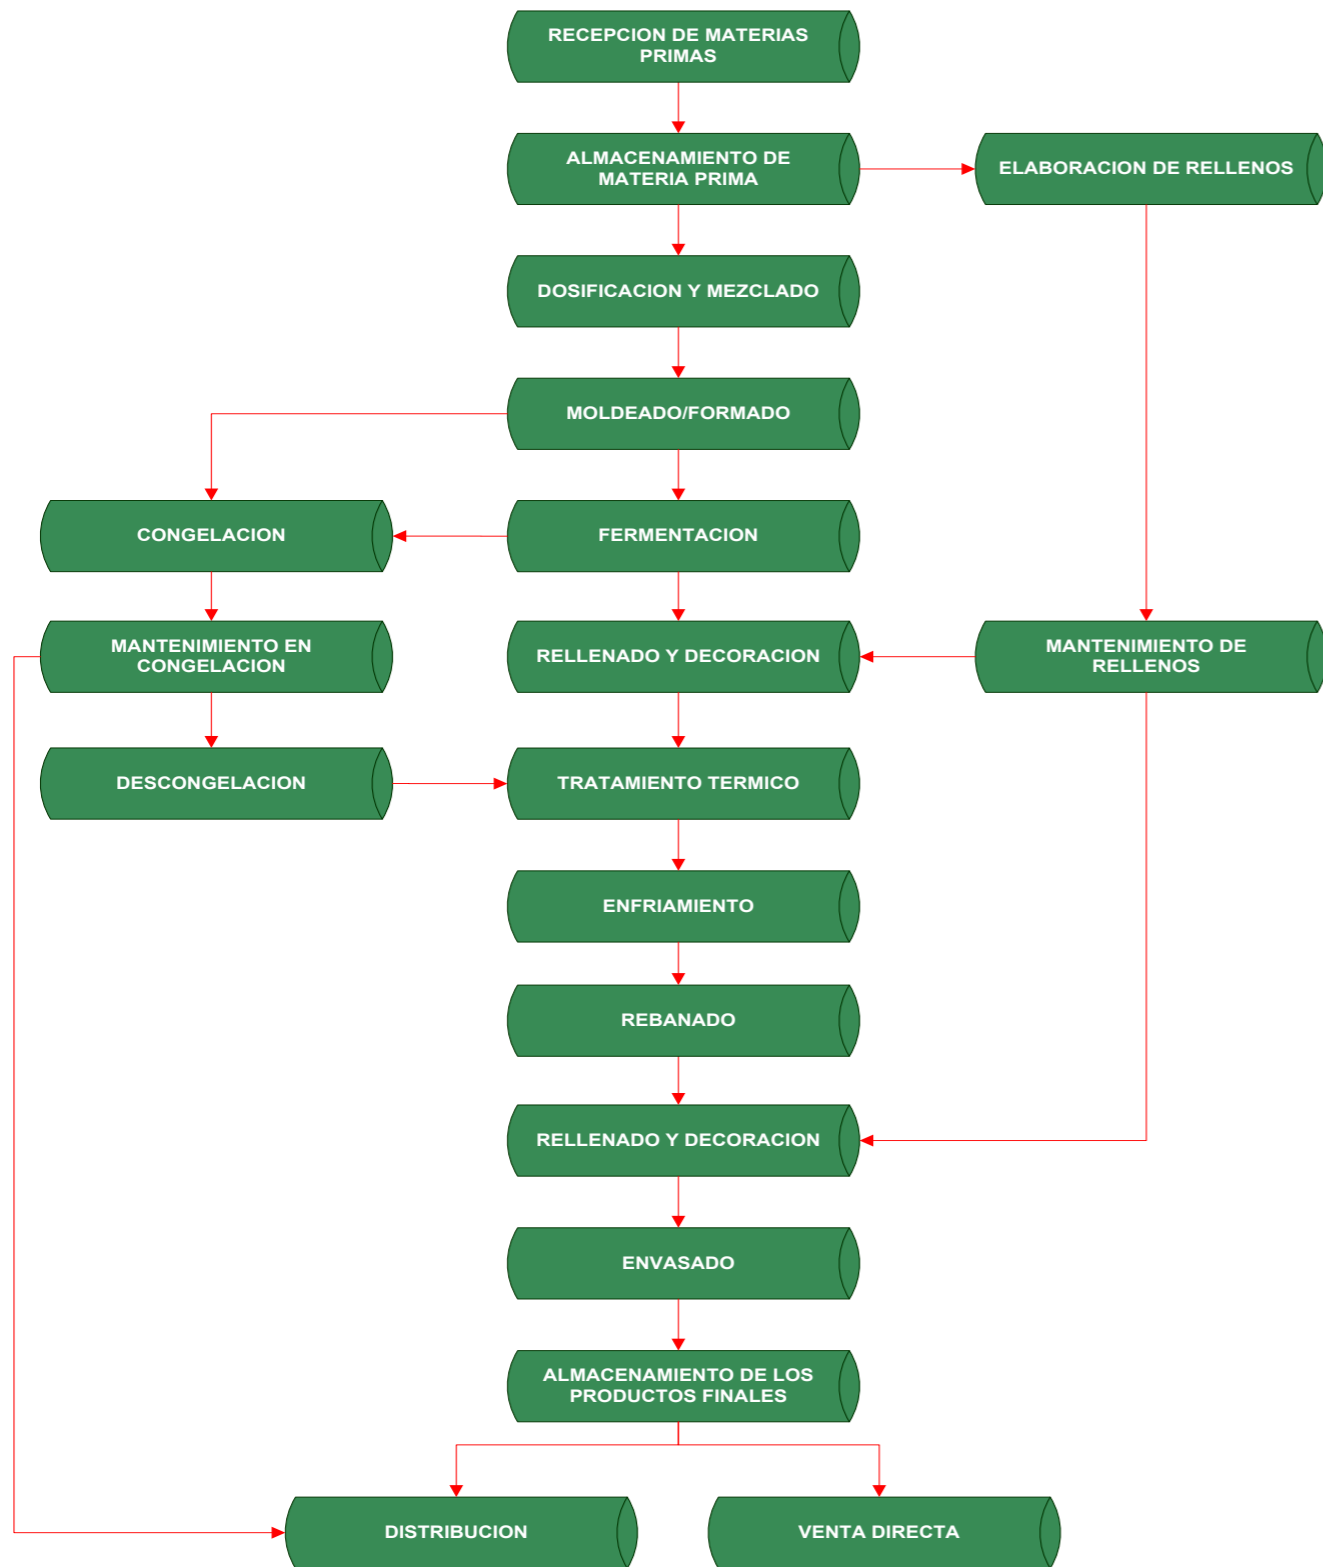 RECEPCION DE MATERIAS
PRIMAS
ALMACENAMIENTO DE
MATERIA PRIMA
ELABORACION DE RELLENOS
DOSIFICACION Y MEZCLADO
MOLDEADO/FORMADO
CONGELACION
FERMENTACION
MANTENIMIENTO EN
CONGELACION
RELLENADO Y DECORACION
MANTENIMIENTO DE
RELLENOS
DESCONGELACION
TRATAMIENTO TERMICO
ENFRIAMIENTO
REBANADO
RELLENADO Y DECORACION
ENVASADO
ALMACENAMIENTO DE LOS
PRODUCTOS FINALES
DISTRIBUCION
VENTA DIRECTA